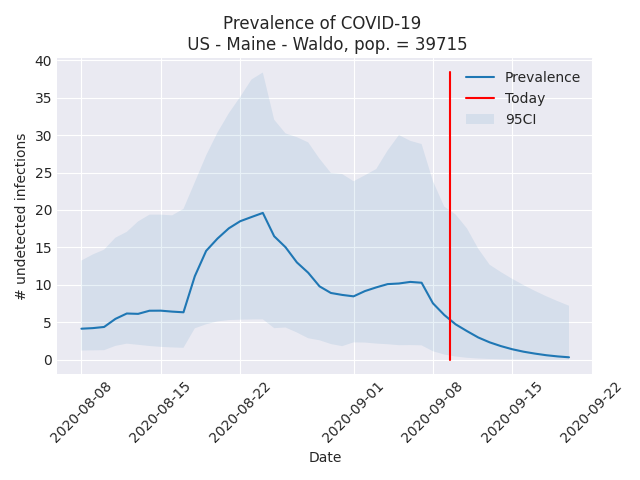 Prevalence of COVID-19
US - Maine - Waldo, pop. = 39715
# undetected infections
40
35
30
25
20
15
10
5
0
Prevalence
Today
95CI
2020-08-08
2020-08-15
2020-08-22
2020-09-01
2020-09-08
2020-09-15
2020-09-22
Date